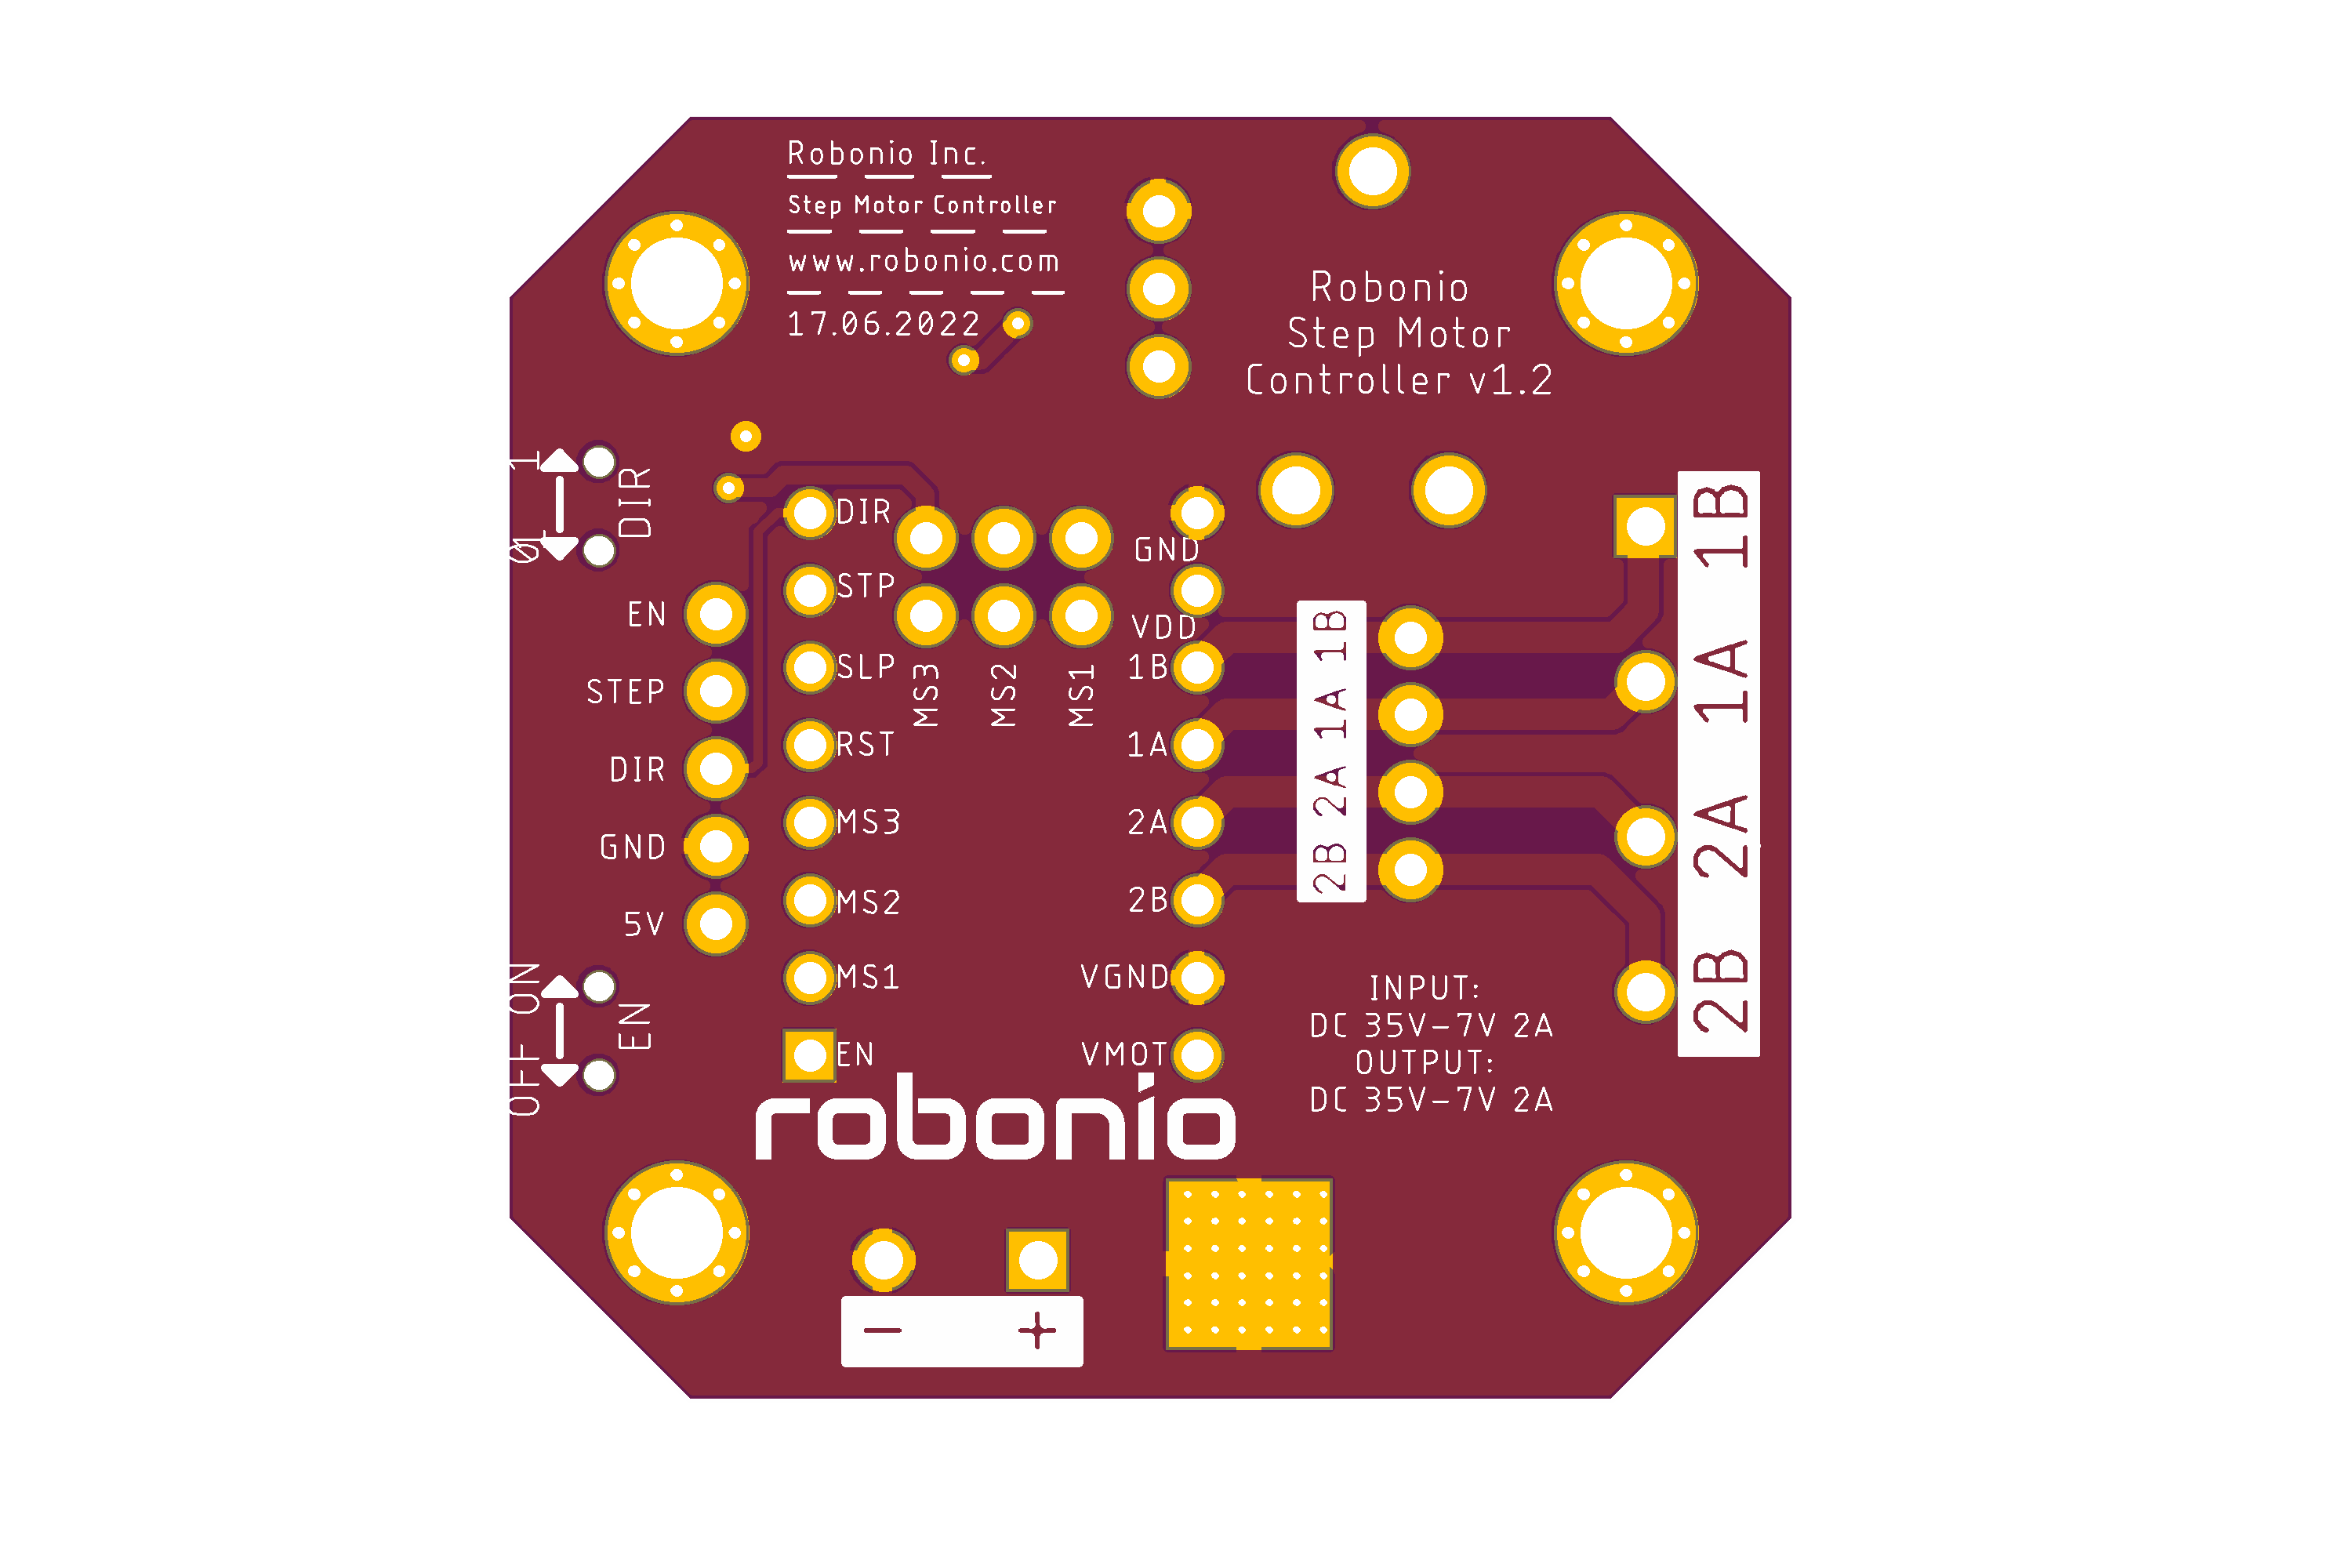 Robonio Inc.
Step Motor Controller
www.robonio.com
17.06.2022
Robonio
Step Motor
Controller v1.2
0 1
DIR
EN
STEP
DIR
GND
5V
OFF ON
EN
DIR
STP
SLP
RST
MS3
MS2
MS1
EN
MS3
MS2
MS1
GND
VDD
1B
1A
2A
2B
VGND
VMOT
2B 2A 1A 1B
2B 2A 1A 1B
INPUT:
DC 35V-7V 2A
OUTPUT:
DC 35V-7V 2A
robonio
- +